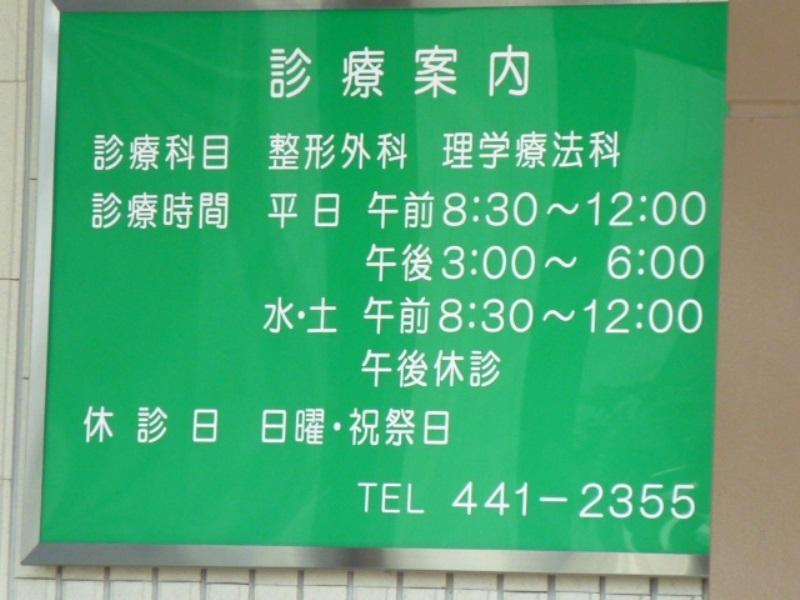 診療案内
診療科目 整形外科 理学療法科
診療時間 平日 午前8:30～12:00
午後3:00～ 6:00
水・土 午前8:30～12:00
午後休診
休診日 日曜・祝祭日
TEL 441-2355